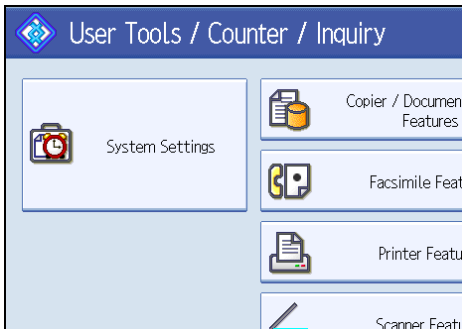 User Tools / Counter / Inquiry
System Settings
Copier / Documen
Features
Facsimile Feat
Printer Featu
Scanner Featu